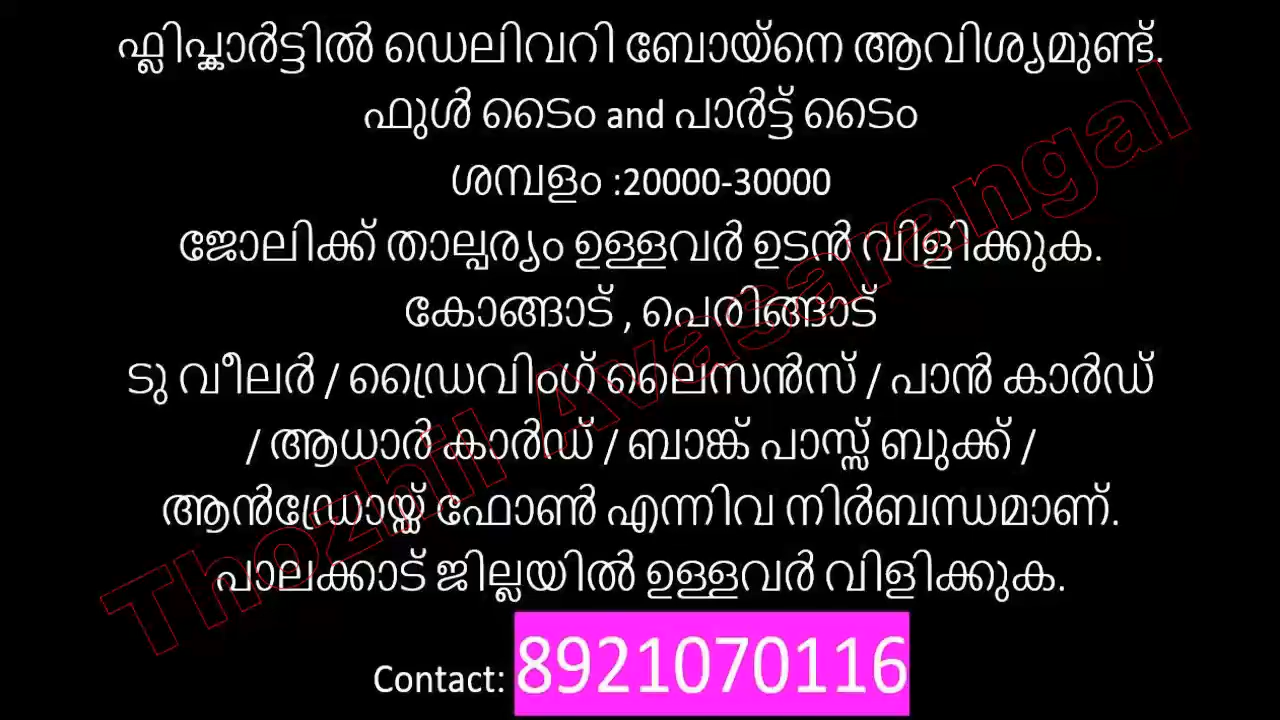 ഫ്ലിപ്കാർട്ടിൽ ഡെലിവറി ബോയ്നെ ആവിശ്യമുണ്ട്.
ഫുൾ ടൈം and പാർട്ട് ടൈം
ശമ്പളം :20000-30000
ജോലിക്ക് താല്പര്യം ഉള്ളവർ ഉടൻ വിളിക്കുക.
കോങ്ങാട് , പെരിങ്ങാട്
ടു വീലർ / ഡ്രൈവിംഗ് ലൈസൻസ് / പാൻ കാർഡ്
/ ആധാർ കാർഡ് / ബാങ്ക് പാസ്സ് ബുക്ക് /
ആൻഡ്രോയ്ഡ് ഫോൺ എന്നിവ നിർബന്ധമാണ്.
പാലക്കാട് ജില്ലയിൽ ഉള്ളവർ വിളിക്കുക.
Contact: 8921070116
Thozhil Avasarangal